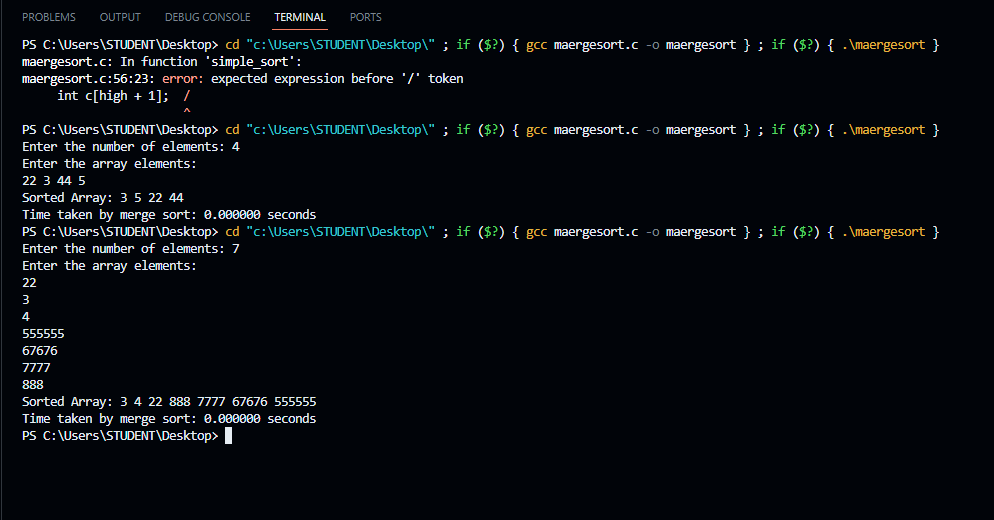 PROBLEMS OUTPUT DEBUG CONSOLE TERMINAL PORTS
PS C:\Users\STUDENT\Desktop> cd "c:\Users\STUDENT\Desktop\" ; if ($?) { gcc maergesort.c -o maergesort } ; if ($?) { .\maergesort }
maergesort.c: In function 'simple_sort':
maergesort.c:56:23: error: expected expression before '/' token
     int c[high + 1];  /
                       ^
PS C:\Users\STUDENT\Desktop> cd "c:\Users\STUDENT\Desktop\" ; if ($?) { gcc maergesort.c -o maergesort } ; if ($?) { .\maergesort }
Enter the number of elements: 4
Enter the array elements:
22 3 44 5
Sorted Array: 3 5 22 44
Time taken by merge sort: 0.000000 seconds
PS C:\Users\STUDENT\Desktop> cd "c:\Users\STUDENT\Desktop\" ; if ($?) { gcc maergesort.c -o maergesort } ; if ($?) { .\maergesort }
Enter the number of elements: 7
Enter the array elements:
22
3
4
555555
67676
7777
888
Sorted Array: 3 4 22 888 7777 67676 555555
Time taken by merge sort: 0.000000 seconds
PS C:\Users\STUDENT\Desktop>